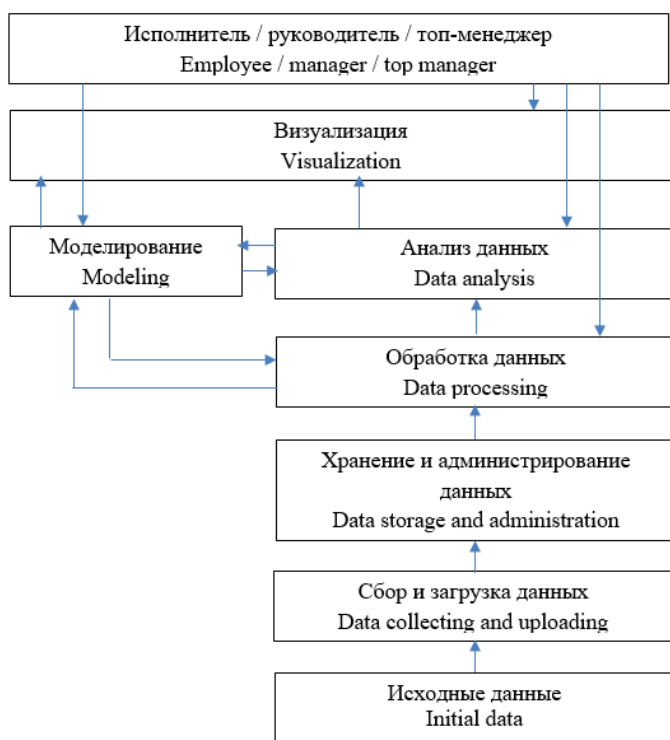 Исполнитель / руководитель / топ-менеджер
Employee / manager / top manager
Визуализация
Visualization
Моделирование
Modeling
Анализ данных
Data analysis
Обработка данных
Data processing
Хранение и администрирование
данных
Data storage and administration
Сбор и загрузка данных
Data collecting and uploading
Исходные данные
Initial data